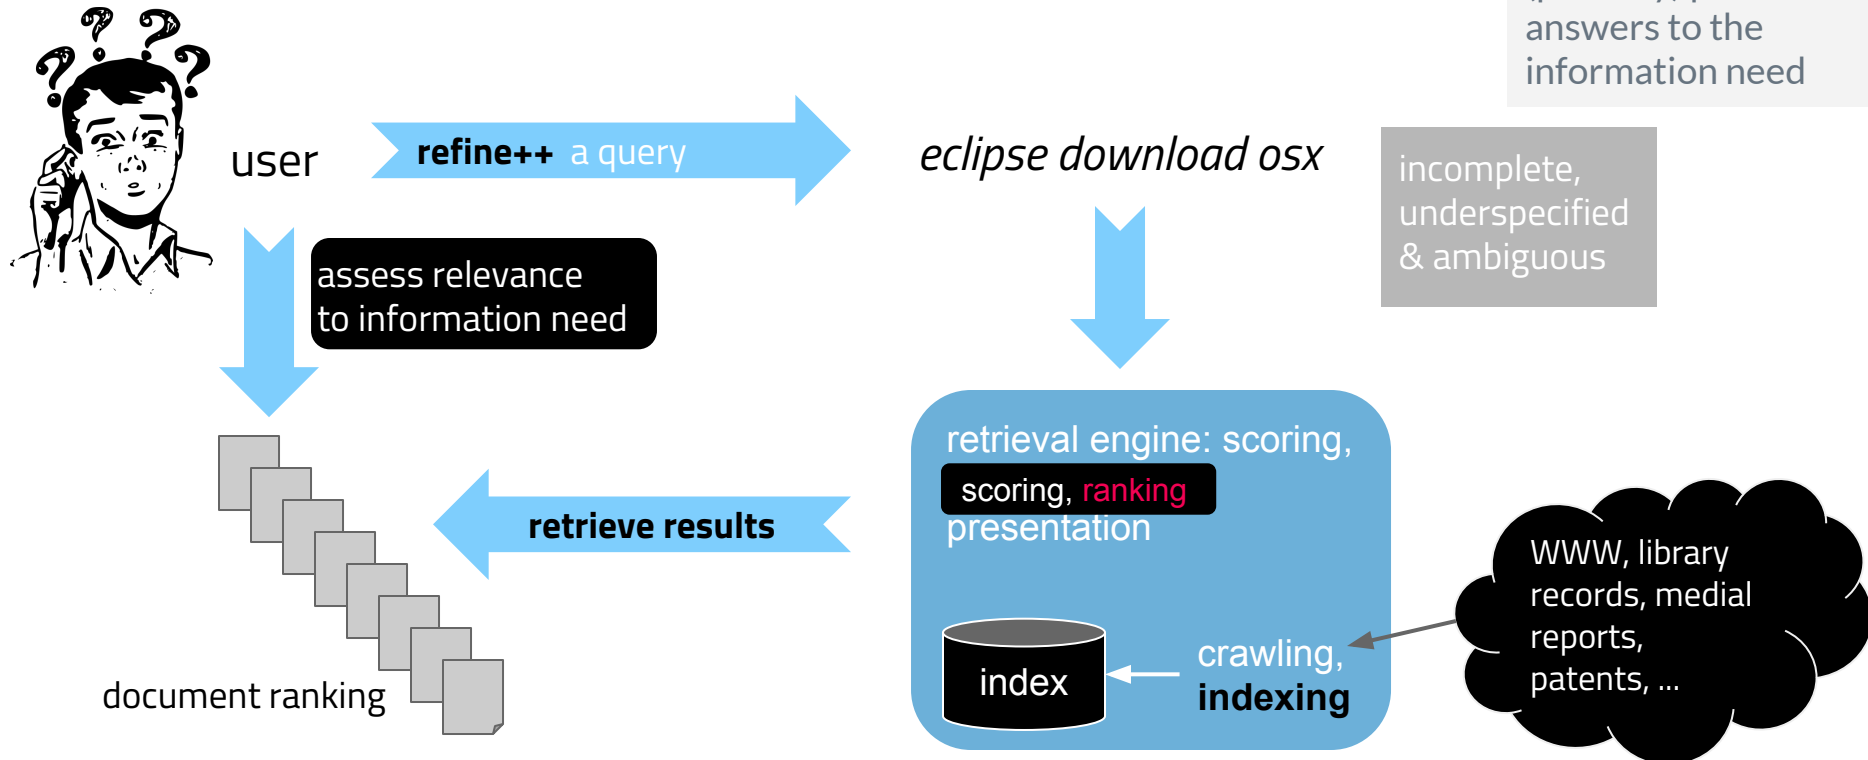 answers to the
information need
user
refine++ a query
eclipse download osx
incomplete,
underspecified
& ambiguous
assess relevance
to information need
retrieval engine: scoring,
scoring, ranking
presentation
retrieve results
WWW, library
records, medial
reports,
patents, ...
crawling,
indexing
index
document ranking